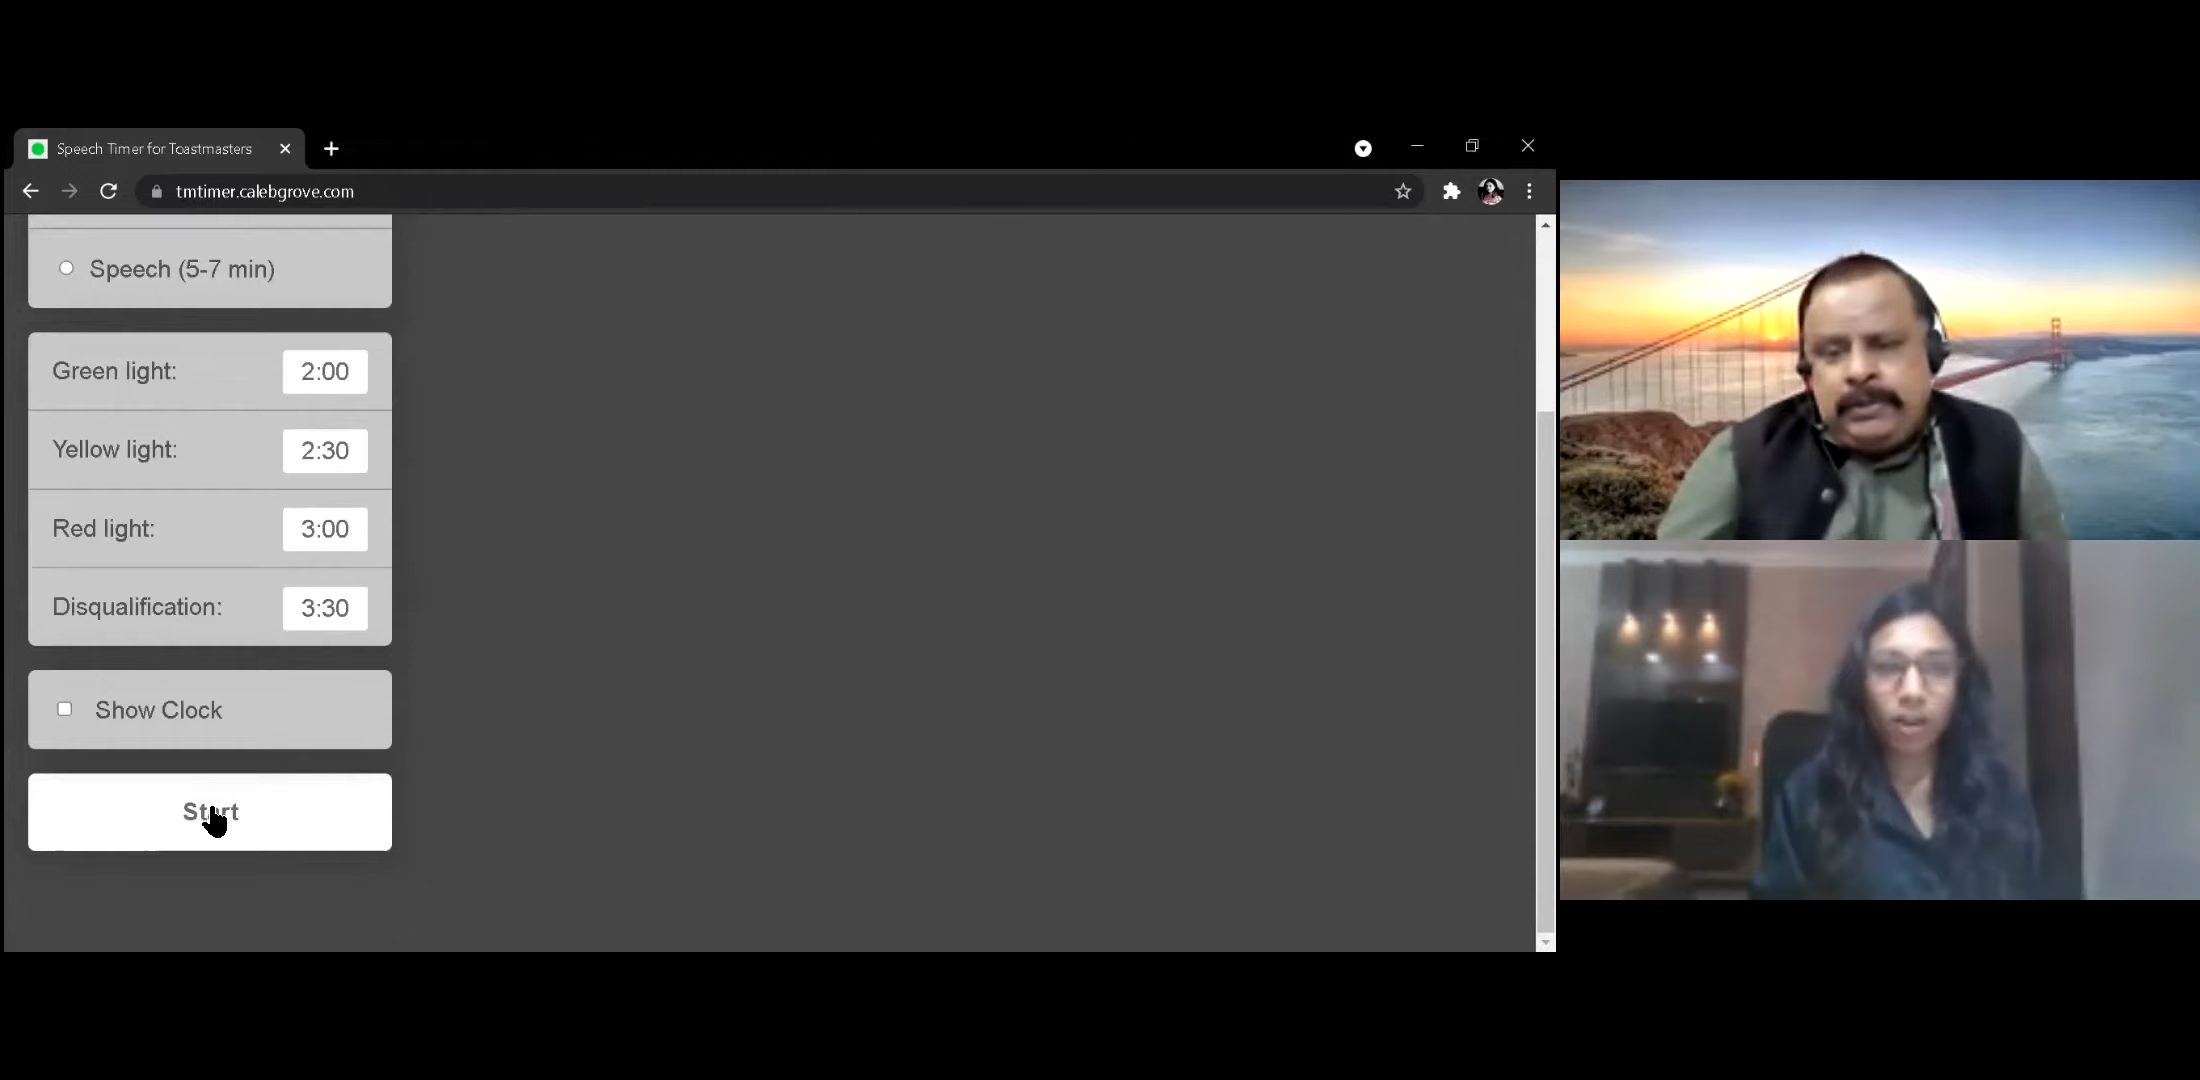 Speech Timer for Toastmasters
tmtimer.calebgrove.com
Speech (5-7 min)
Green light: 2:00
Yellow light: 2:30
Red light: 3:00
Disqualification: 3:30
Show Clock
Start